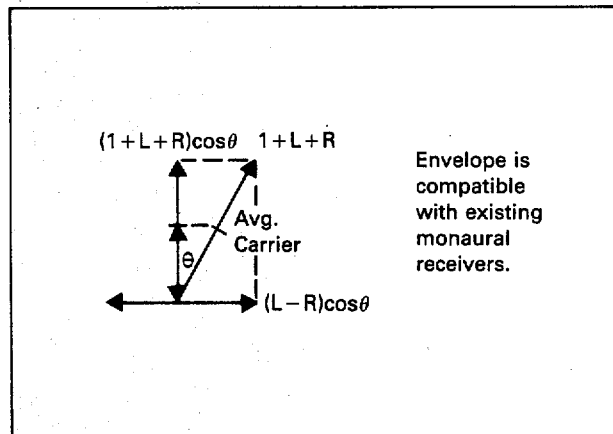 (1+L+R)cosθ 1+L+R
Avg.
Carrier
θ
(L−R)cosθ
Envelope is
compatible
with existing
monaural
receivers.